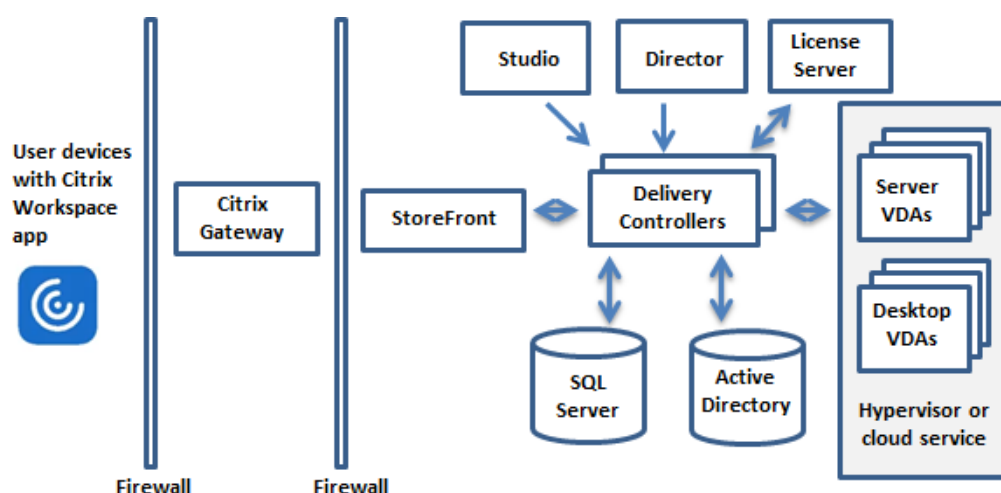 User devices
with Citrix
Workspace
app
Firewall
Citrix
Gateway
Firewall
StoreFront
Studio
Director
License
Server
Delivery
Controllers
SQL
Server
Active
Directory
Server
VDAs
Desktop
VDAs
Hypervisor or
cloud service